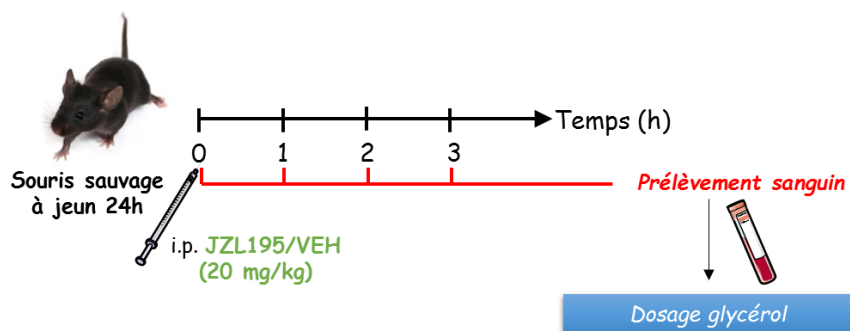 Temps (h)
0 1 2 3
Souris sauvage
à jeun 24h
Prélèvement sanguin
i.p. JZL195/VEH
(20 mg/kg)
Dosage glycérol